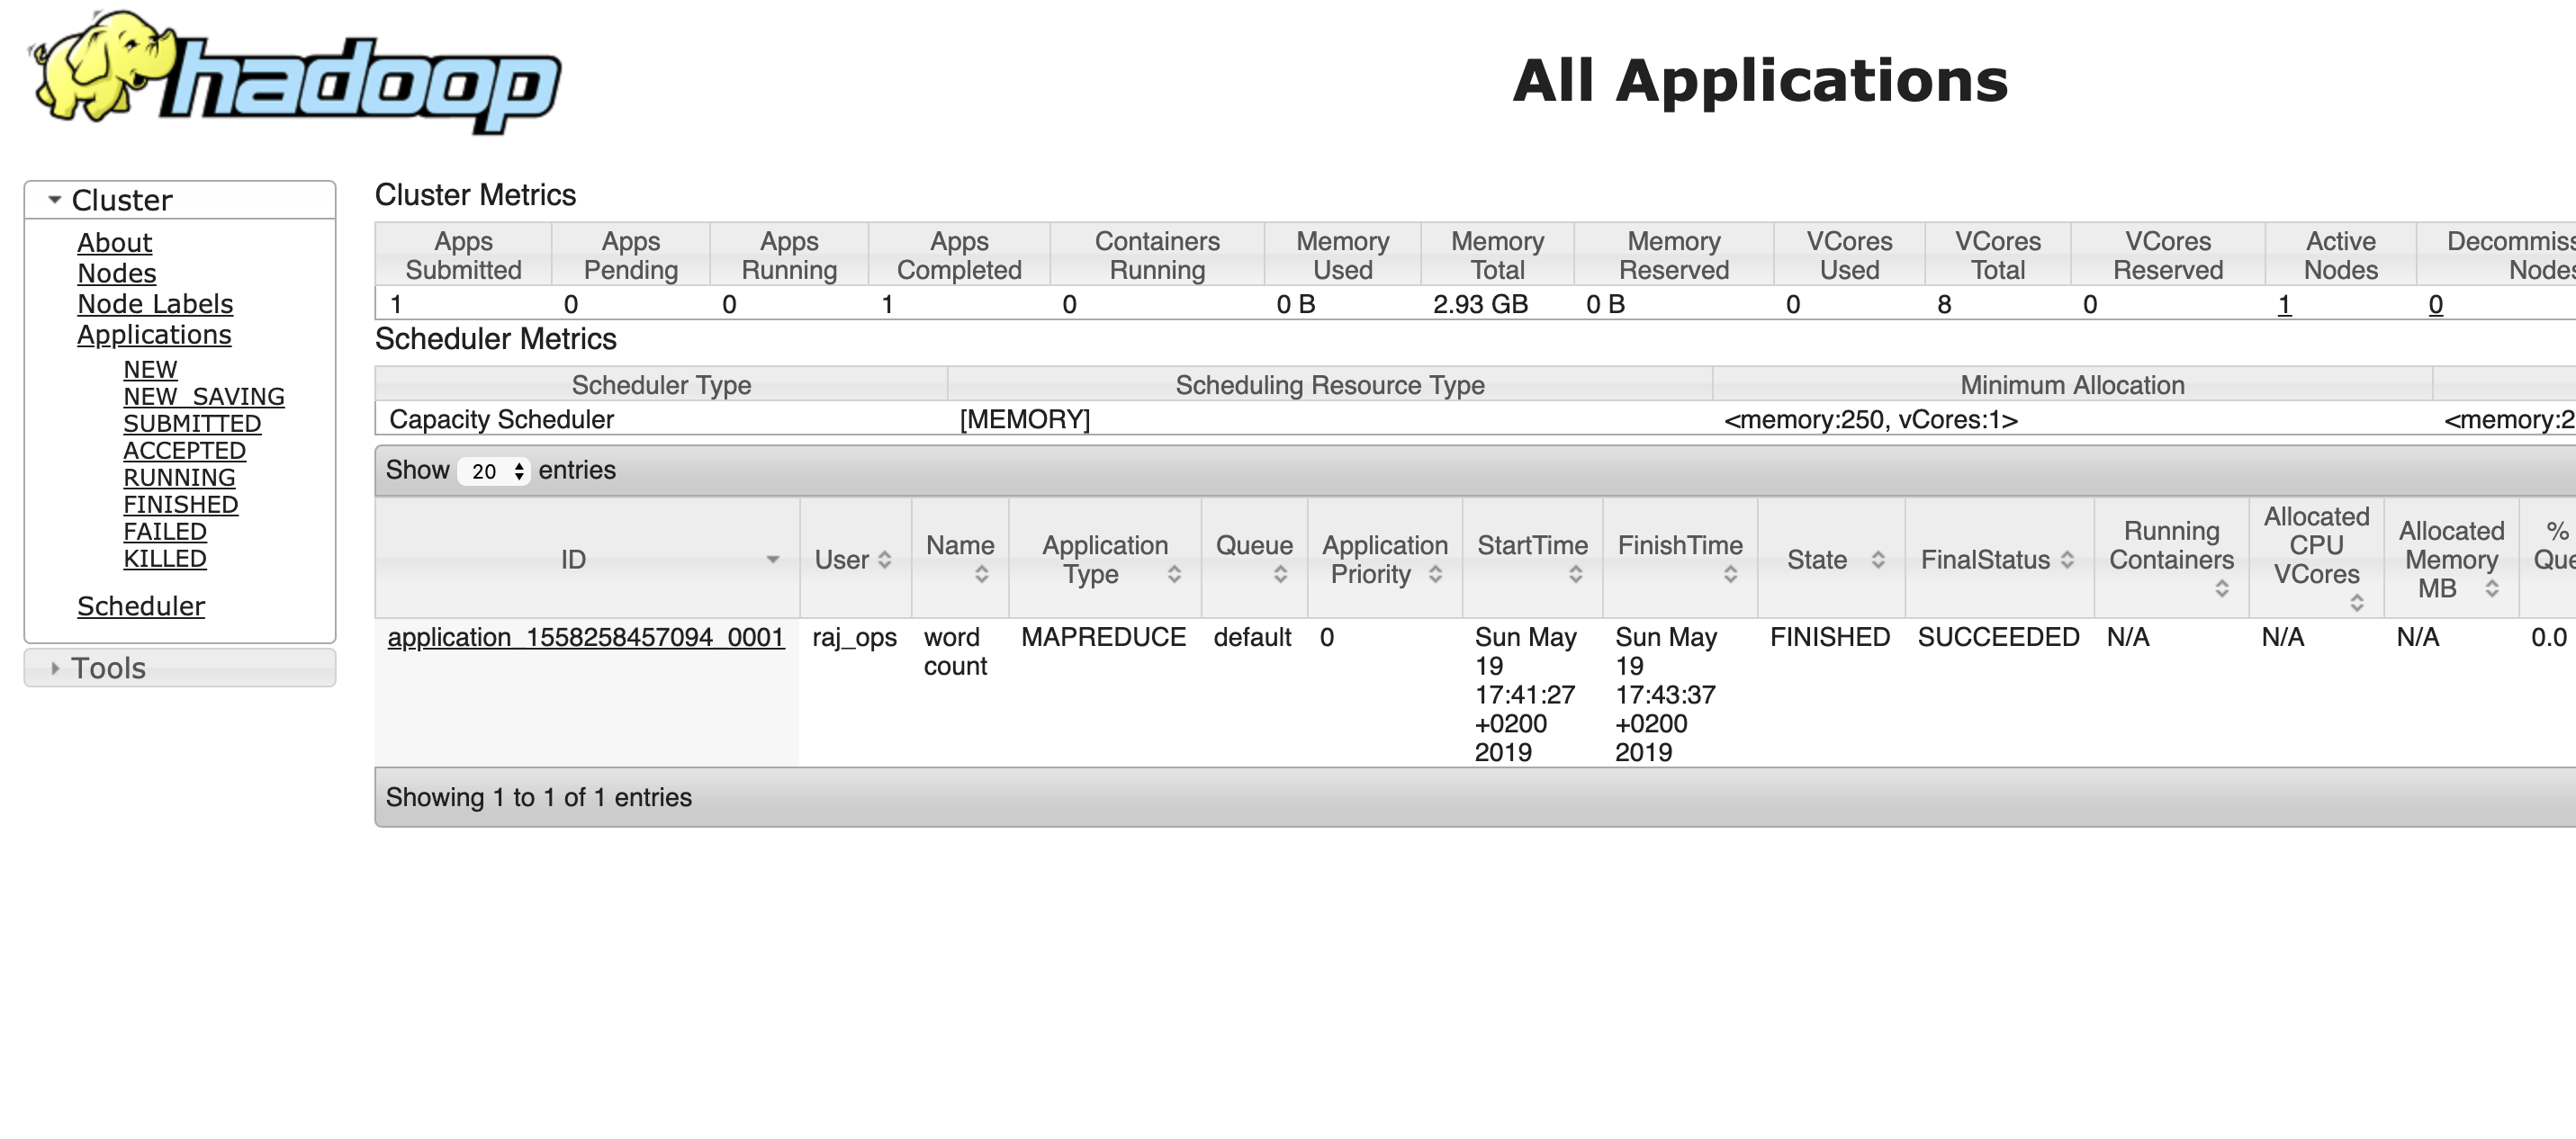 hadoop
All Applications
Cluster
About
Nodes
Node Labels
Applications
NEW
NEW_SAVING
SUBMITTED
ACCEPTED
RUNNING
FINISHED
FAILED
KILLED
Scheduler
Tools
Cluster Metrics
Apps Submitted Apps Pending Apps Running Apps Completed Containers Running Memory Used Memory Total Memory Reserved VCores Used VCores Total VCores Reserved Active Nodes Decommiss Nodes
1 0 0 1 0 0 B 2.93 GB 0 B 0 8 0 1 0
Scheduler Metrics
Scheduler Type Scheduling Resource Type Minimum Allocation
Capacity Scheduler [MEMORY] <memory:250, vCores:1> <memory:2
Show 20 entries
ID User Name Application Type Queue Application Priority StartTime FinishTime State FinalStatus Running Containers Allocated CPU VCores Allocated Memory MB % Que
application_1558258457094_0001 raj_ops word count MAPREDUCE default 0 Sun May 19 17:41:27 +0200 2019 Sun May 19 17:43:37 +0200 2019 FINISHED SUCCEEDED N/A N/A N/A 0.0
Showing 1 to 1 of 1 entries